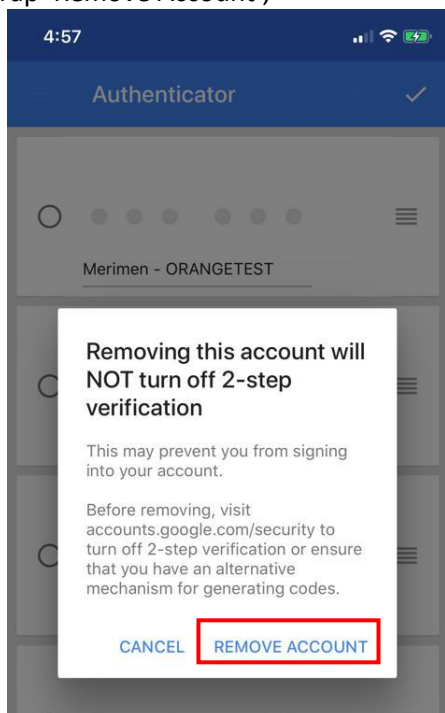 4:57
Authenticator
Merimen - ORANGETEST
Removing this account will
NOT turn off 2-step
verification
This may prevent you from signing
into your account.
Before removing, visit
accounts.google.com/security to
turn off 2-step verification or ensure
that you have an alternative
mechanism for generating codes.
CANCEL REMOVE ACCOUNT